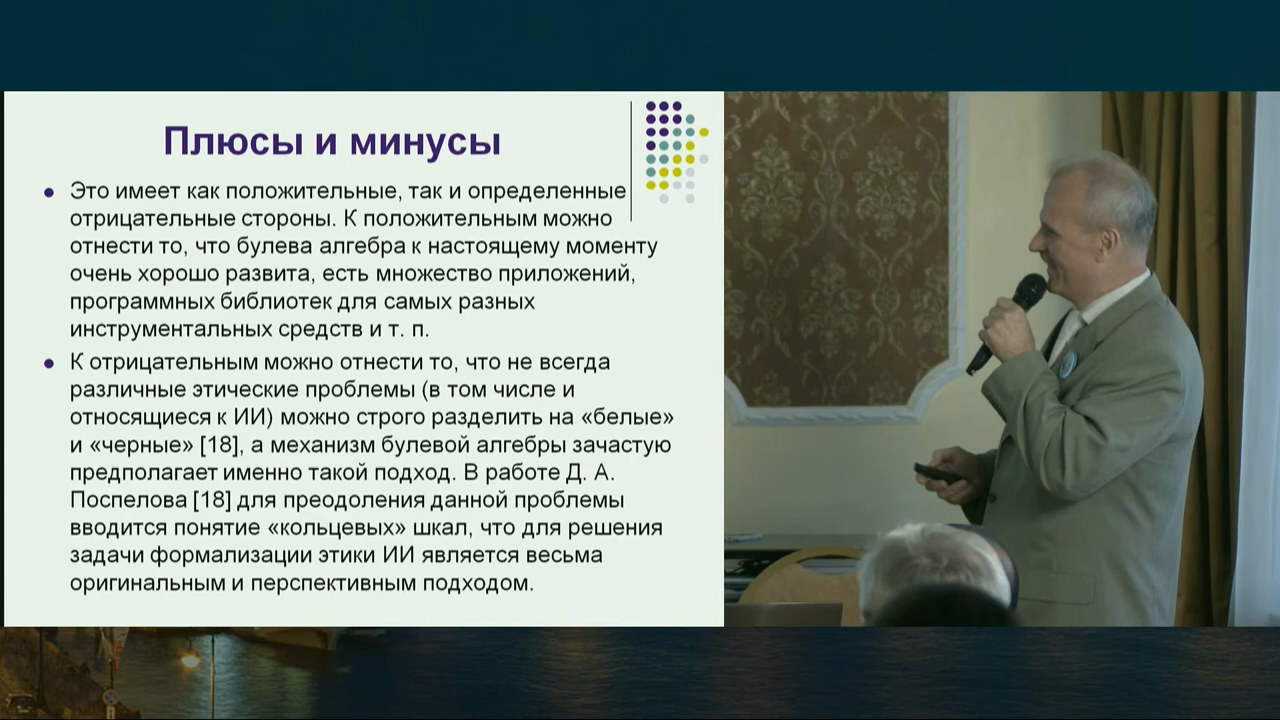 Плюсы и минусы
Это имеет как положительные, так и определенные
отрицательные стороны. К положительным можно
отнести то, что булева алгебра к настоящему моменту
очень хорошо развита, есть множество приложений,
программных библиотек для самых разных
инструментальных средств и т. п.
К отрицательным можно отнести то, что не всегда
различные этические проблемы (в том числе и
относящиеся к ИИ) можно строго разделить на «белые»
и «черные» [18], а механизм булевой алгебры зачастую
предполагает именно такой подход. В работе Д. А.
Поспелова [18] для преодоления данной проблемы
вводится понятие «кольцевых» шкал, что для решения
задачи формализации этики ИИ является весьма
оригинальным и перспективным подходом.